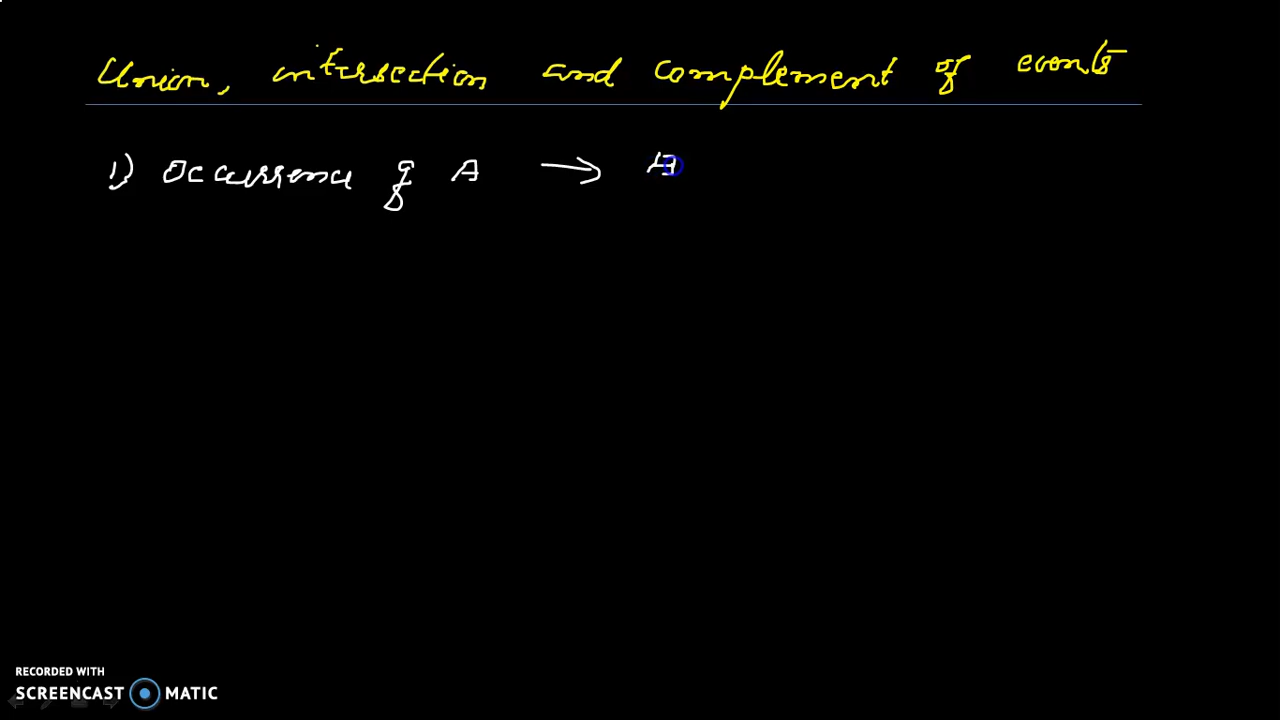 Union, intersection and complement of events
1) Occurrence of A → A
RECORDED WITH
SCREENCAST MATIC